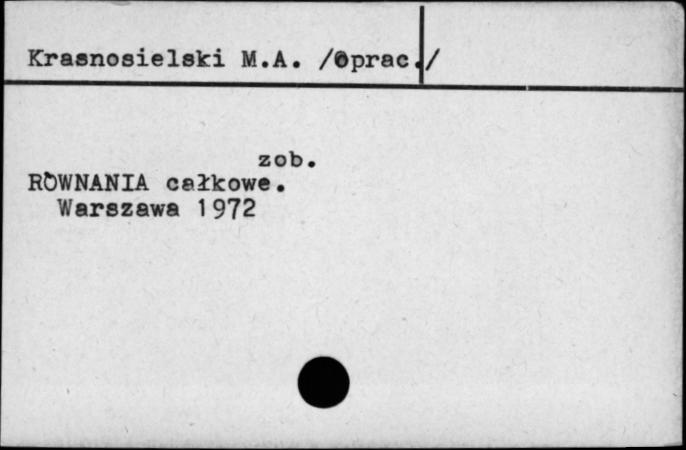 Krasnosielski M.A. /oprac./
zob.
RÓWNANIA całkowe.
Warszawa 1972